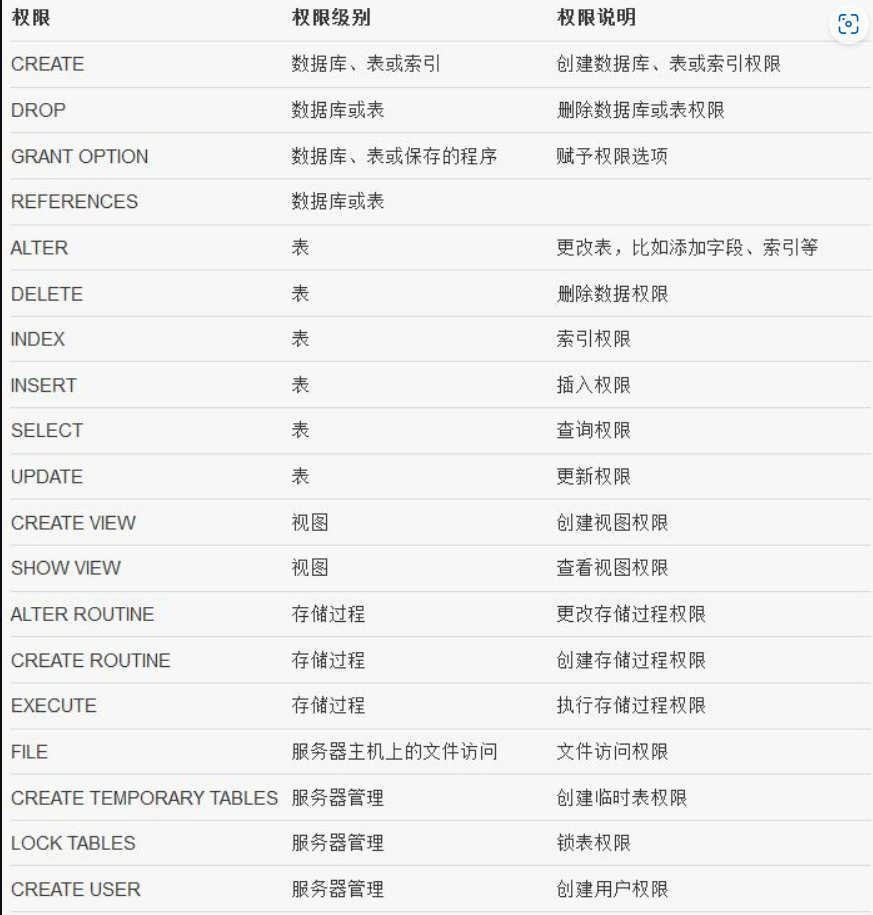 权限 权限级别 权限说明
CREATE 数据库、表或索引 创建数据库、表或索引权限
DROP 数据库或表 删除数据库或表权限
GRANT OPTION 数据库、表或保存的程序 赋予权限选项
REFERENCES 数据库或表
ALTER 表 更改表，比如添加字段、索引等
DELETE 表 删除数据权限
INDEX 表 索引权限
INSERT 表 插入权限
SELECT 表 查询权限
UPDATE 表 更新权限
CREATE VIEW 视图 创建视图权限
SHOW VIEW 视图 查看视图权限
ALTER ROUTINE 存储过程 更改存储过程权限
CREATE ROUTINE 存储过程 创建存储过程权限
EXECUTE 存储过程 执行存储过程权限
FILE 服务器主机上的文件访问 文件访问权限
CREATE TEMPORARY TABLES 服务器管理 创建临时表权限
LOCK TABLES 服务器管理 锁表权限
CREATE USER 服务器管理 创建用户权限